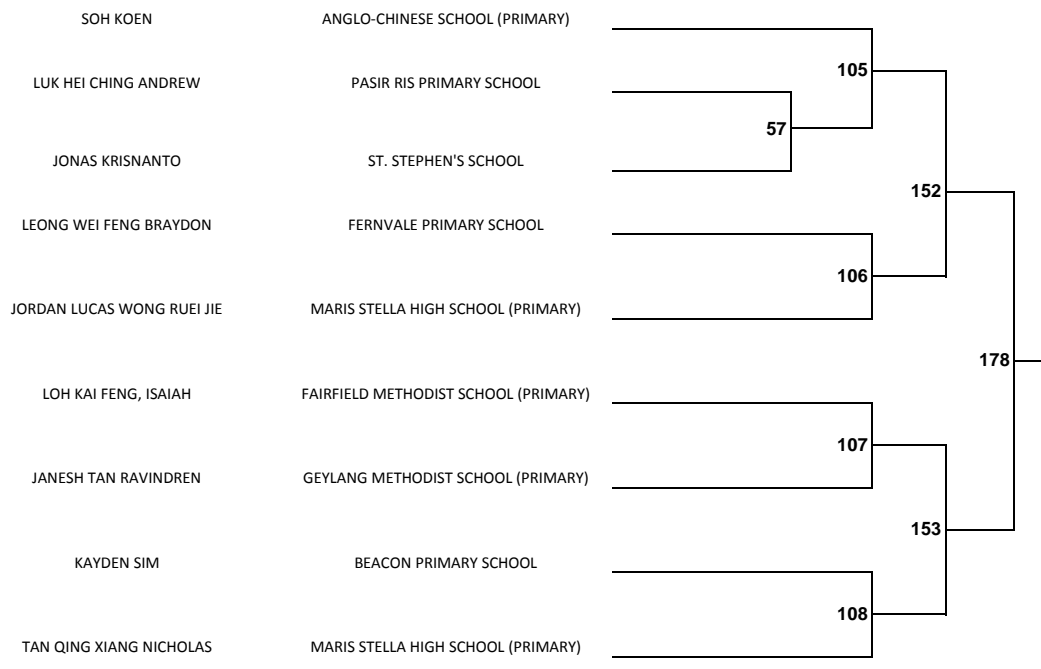 SOH KOEN ANGLO-CHINESE SCHOOL (PRIMARY)
105
LUK HEI CHING ANDREW PASIR RIS PRIMARY SCHOOL
57
JONAS KRISNANTO ST. STEPHEN'S SCHOOL
152
LEONG WEI FENG BRAYDON FERNVALE PRIMARY SCHOOL
106
JORDAN LUCAS WONG RUEI JIE MARIS STELLA HIGH SCHOOL (PRIMARY)
178
LOH KAI FENG, ISAIAH FAIRFIELD METHODIST SCHOOL (PRIMARY)
107
JANESH TAN RAVINDREN GEYLANG METHODIST SCHOOL (PRIMARY)
153
KAYDEN SIM BEACON PRIMARY SCHOOL
108
TAN QING XIANG NICHOLAS MARIS STELLA HIGH SCHOOL (PRIMARY)